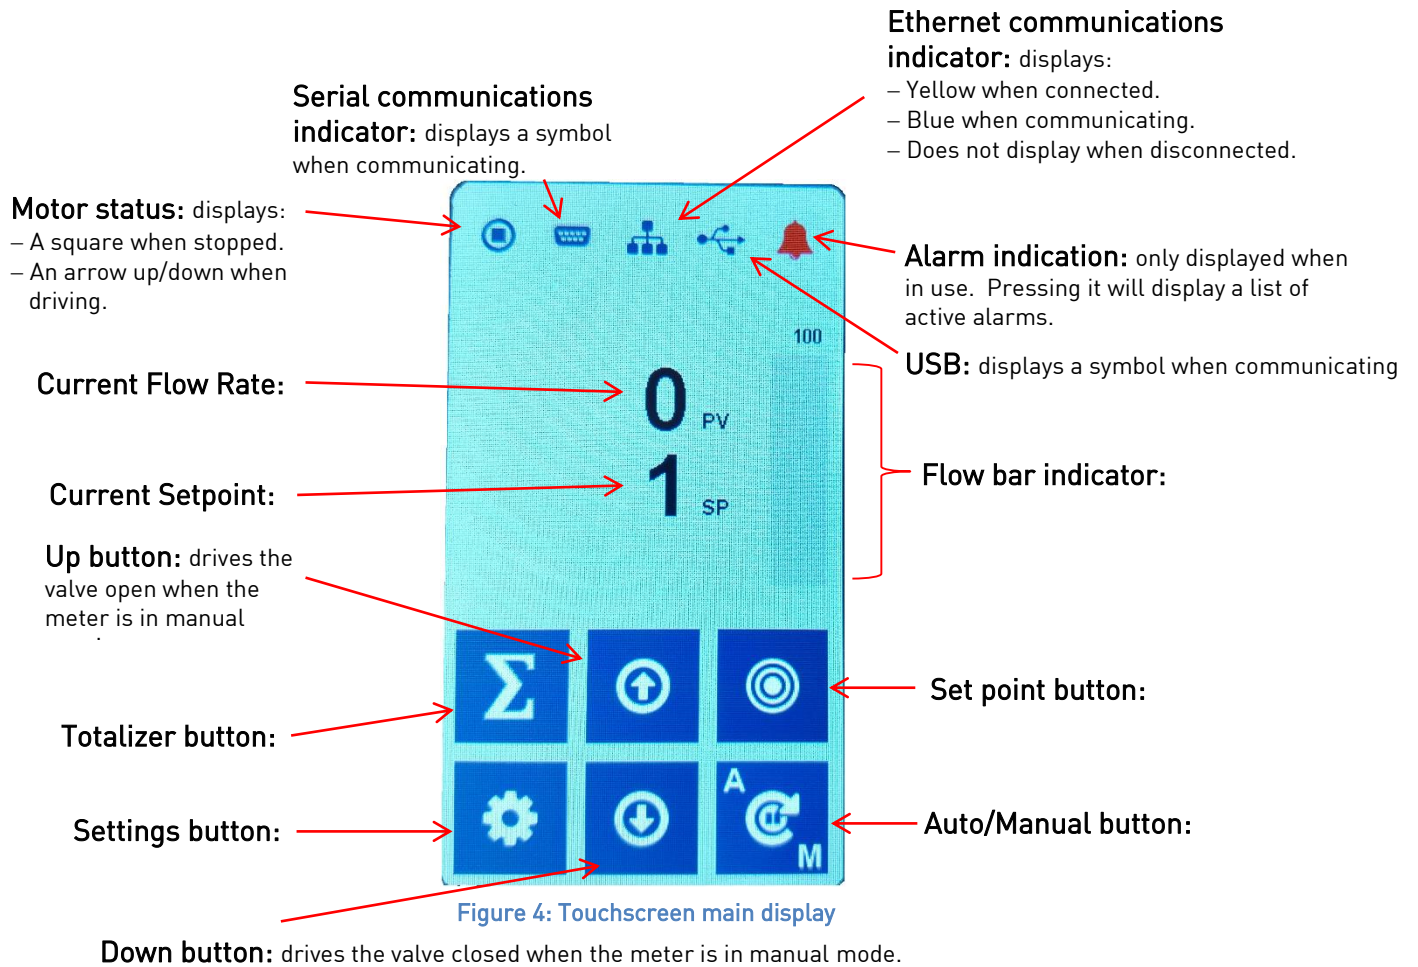 Ethernet communications
indicator: displays:
– Yellow when connected.
– Blue when communicating.
– Does not display when disconnected.
Serial communications
indicator: displays a symbol
when communicating.
Motor status: displays:
– A square when stopped.
– An arrow up/down when
driving.
Alarm indication: only displayed when
in use. Pressing it will display a list of
active alarms.
USB: displays a symbol when communicating
100
Current Flow Rate:
0 PV
Current Setpoint:
1 SP
Flow bar indicator:
Up button: drives the
valve open when the
meter is in manual
Σ
Set point button:
Totalizer button:
A
M
Settings button:
Auto/Manual button:
Figure 4: Touchscreen main display
Down button: drives the valve closed when the meter is in manual mode.